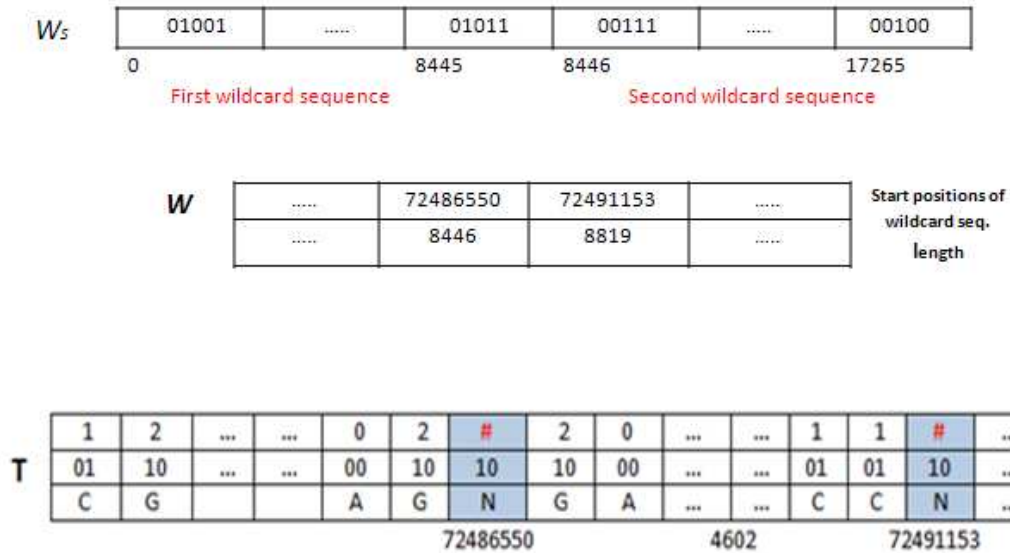 Ws 01001 ..... 01011 00111 ..... 00100
0 8445 8446 17265
First wildcard sequence Second wildcard sequence
W ..... 72486550 72491153 ..... Start positions of
wildcard seq.
..... 8446 8819 ..... length
1 2 ... ... 0 2 # 2 0 ... ... 1 1 # ..
T 01 10 ... ... 00 10 10 10 00 ... ... 01 01 10 ..
C G A G N G A ... ... C C N ..
72486550 4602 72491153